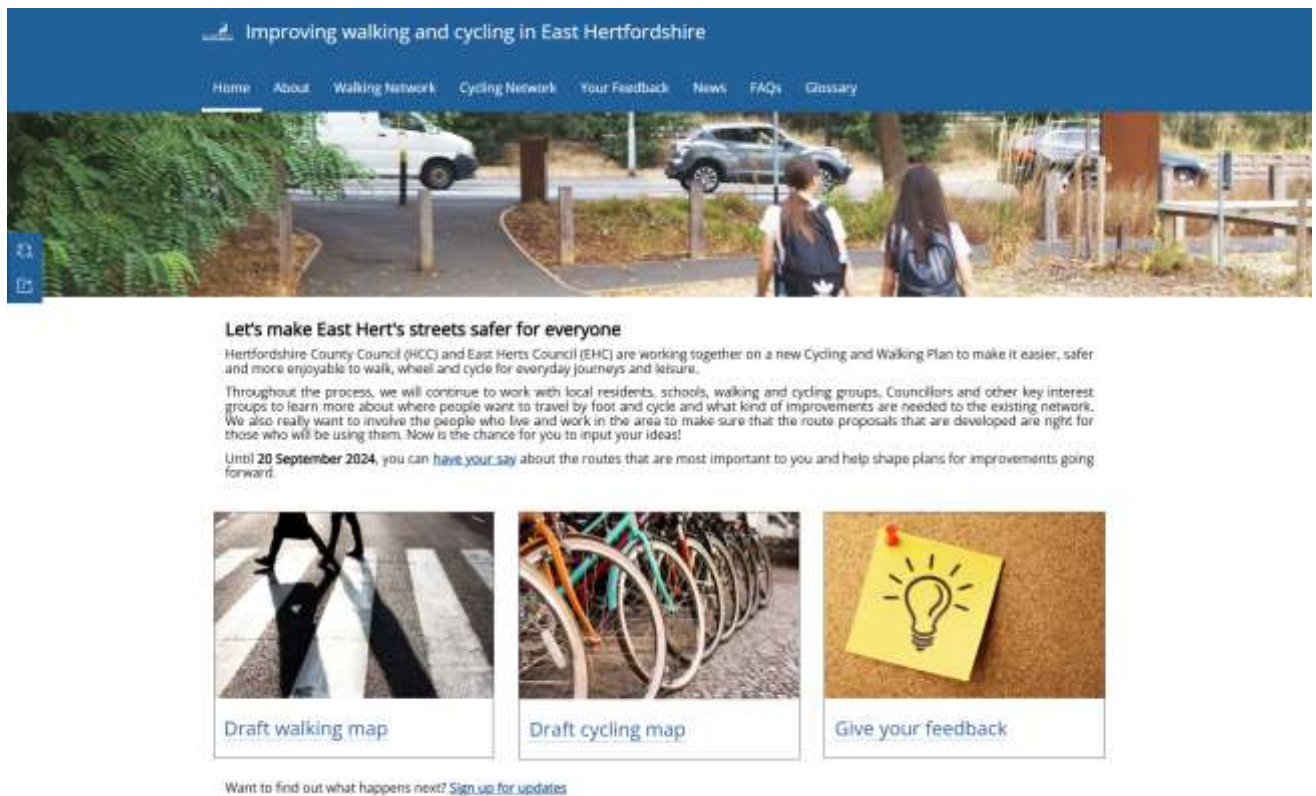 Improving walking and cycling in East Hertfordshire
Home About Walking Network Cycling Network Your Feedback News FAQs Glossary
Let's make East Hert's streets safer for everyone
Hertfordshire County Council (HCC) and East Herts Council (EHC) are working together on a new Cycling and Walking Plan to make it easier, safer
and more enjoyable to walk, wheel and cycle for everyday journeys and leisure.
Throughout the process, we will continue to work with local residents, schools, walking and cycling groups, Councillors and other key interest
groups to learn more about where people want to travel by foot and cycle and what kind of improvements are needed to the existing network.
We also really want to involve the people who live and work in the area to make sure that the route proposals that are developed are right for
those who will be using them. Now is the chance for you to input your ideas!
Until 20 September 2024, you can have your say about the routes that are most important to you and help shape plans for improvements going
forward.
Draft walking map
Draft cycling map
Give your feedback
Want to find out what happens next? Sign up for updates